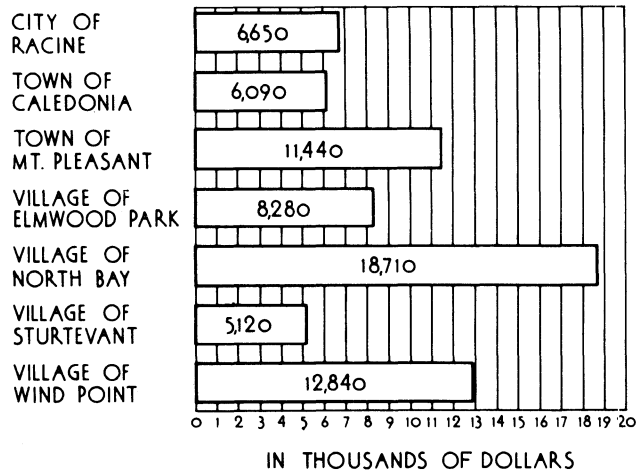 CITY OF
RACINE
6,650
TOWN OF
CALEDONIA
6,090
TOWN OF
MT. PLEASANT
11,440
VILLAGE OF
ELMWOOD PARK
8,280
VILLAGE OF
NORTH BAY
18,710
VILLAGE OF
STURTEVANT
5,120
VILLAGE OF
WIND POINT
12,840
0 1 2 3 4 5 6 7 8 9 10 11 12 13 14 15 16 17 18 19 20
IN THOUSANDS OF DOLLARS